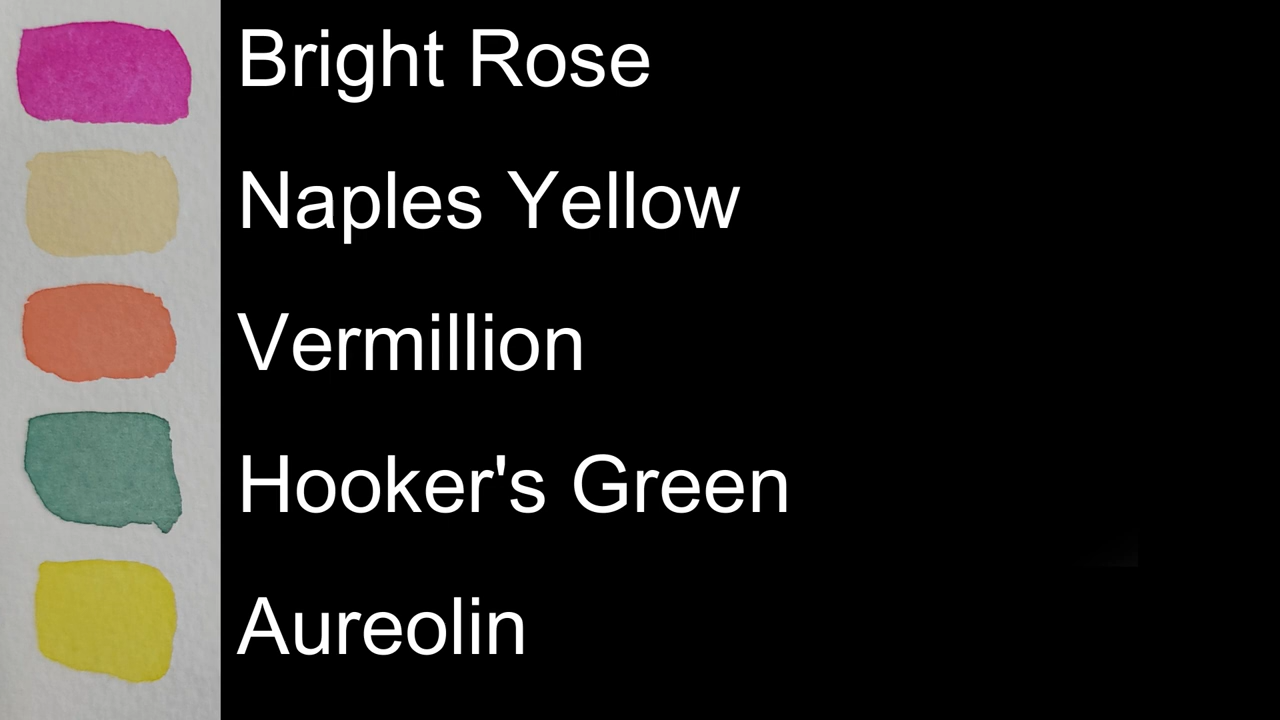 Bright Rose
Naples Yellow
Vermillion
Hooker's Green
Aureolin